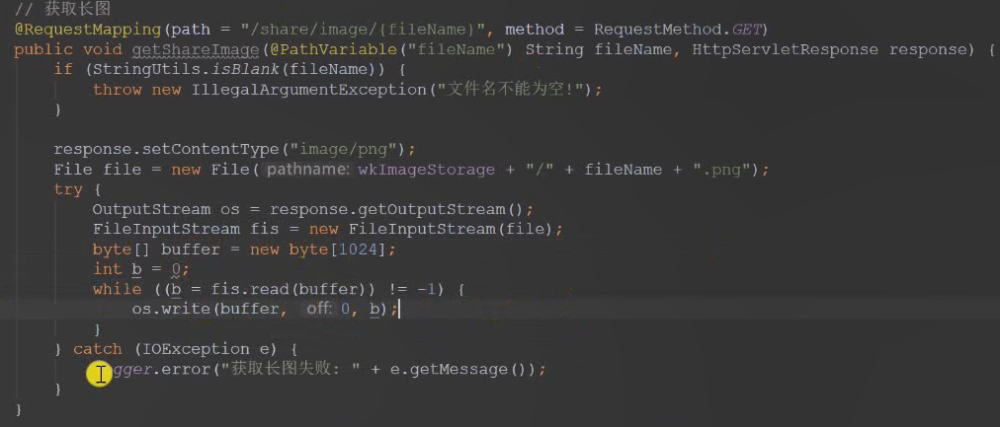 // 获取长图
@RequestMapping(path = "/share/image/{fileName}", method = RequestMethod.GET)
public void getShareImage(@PathVariable("fileName") String fileName, HttpServletResponse response) {
if (StringUtils.isBlank(fileName)) {
throw new IllegalArgumentException("文件名不能为空!");
}
response.setContentType("image/png");
File file = new File( pathname: wkImageStorage + "/" + fileName + ".png");
try {
OutputStream os = response.getOutputStream();
FileInputStream fis = new FileInputStream(file);
byte[] buffer = new byte[1024];
int b = 0;
while ((b = fis.read(buffer)) != -1) {
os.write(buffer, off: 0, b);
}
} catch (IOException e) {
gger.error("获取长图失败: " + e.getMessage());
}
}